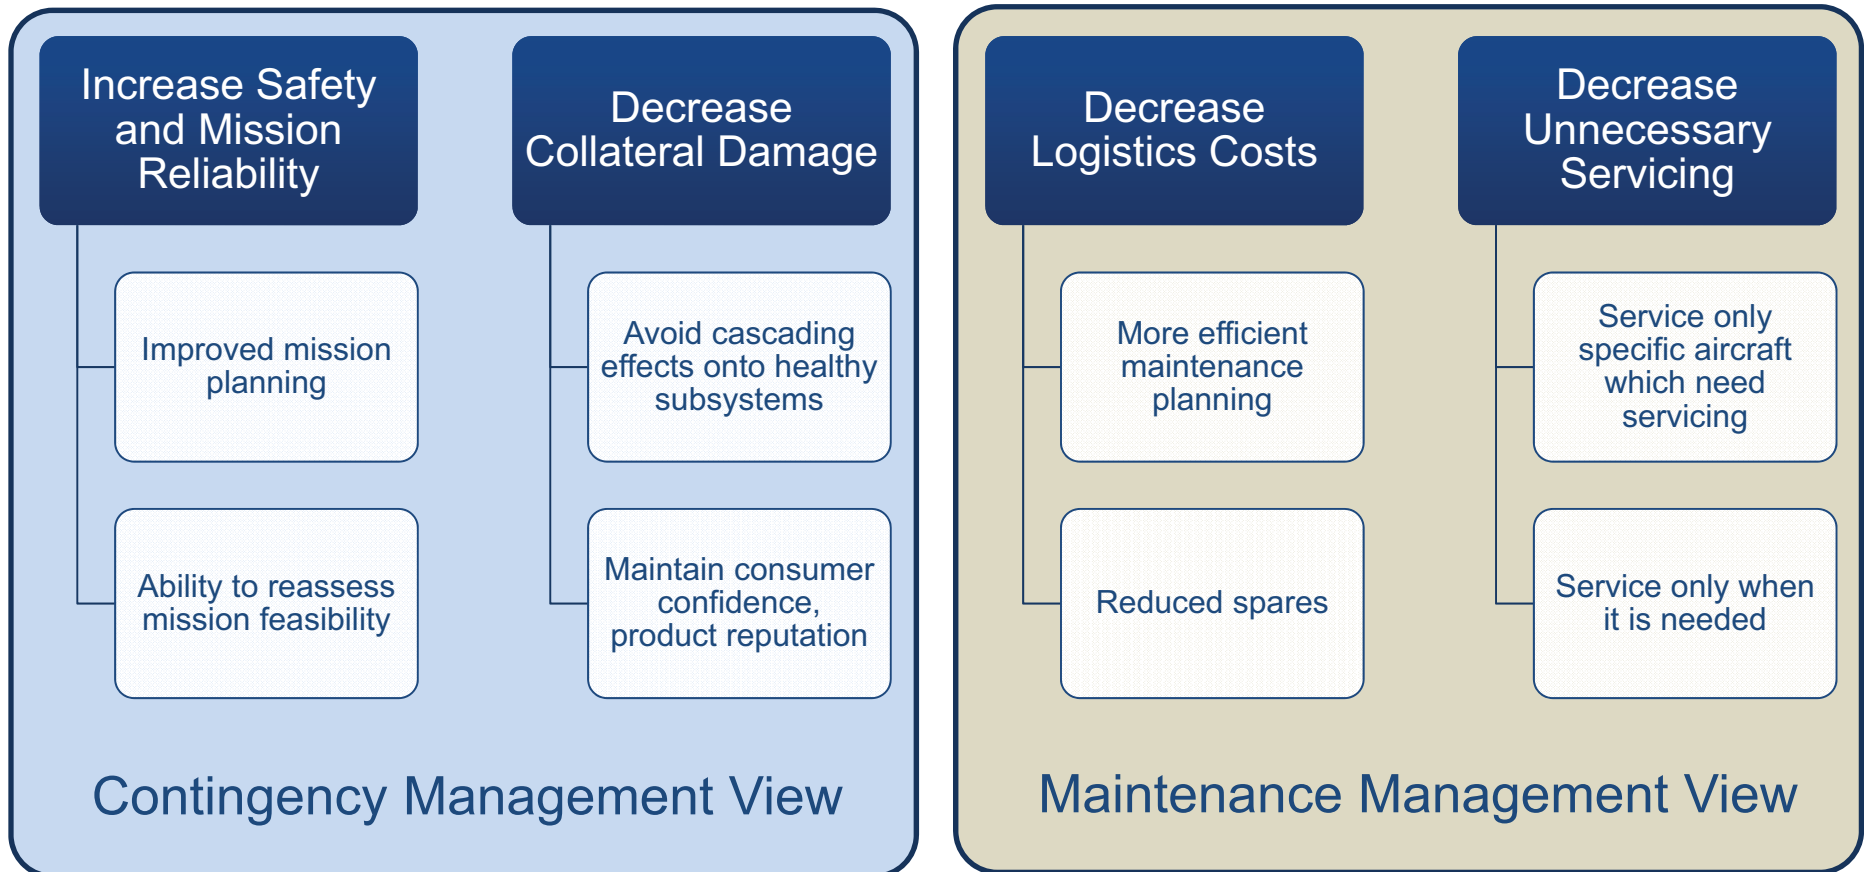 Increase Safety
and Mission
Reliability
Improved mission
planning
Ability to reassess
mission feasibility
Decrease
Collateral Damage
Avoid cascading
effects onto healthy
subsystems
Maintain consumer
confidence,
product reputation
Contingency Management View
Decrease
Logistics Costs
More efficient
maintenance
planning
Reduced spares
Decrease
Unnecessary
Servicing
Service only
specific aircraft
which need
servicing
Service only when
it is needed
Maintenance Management View